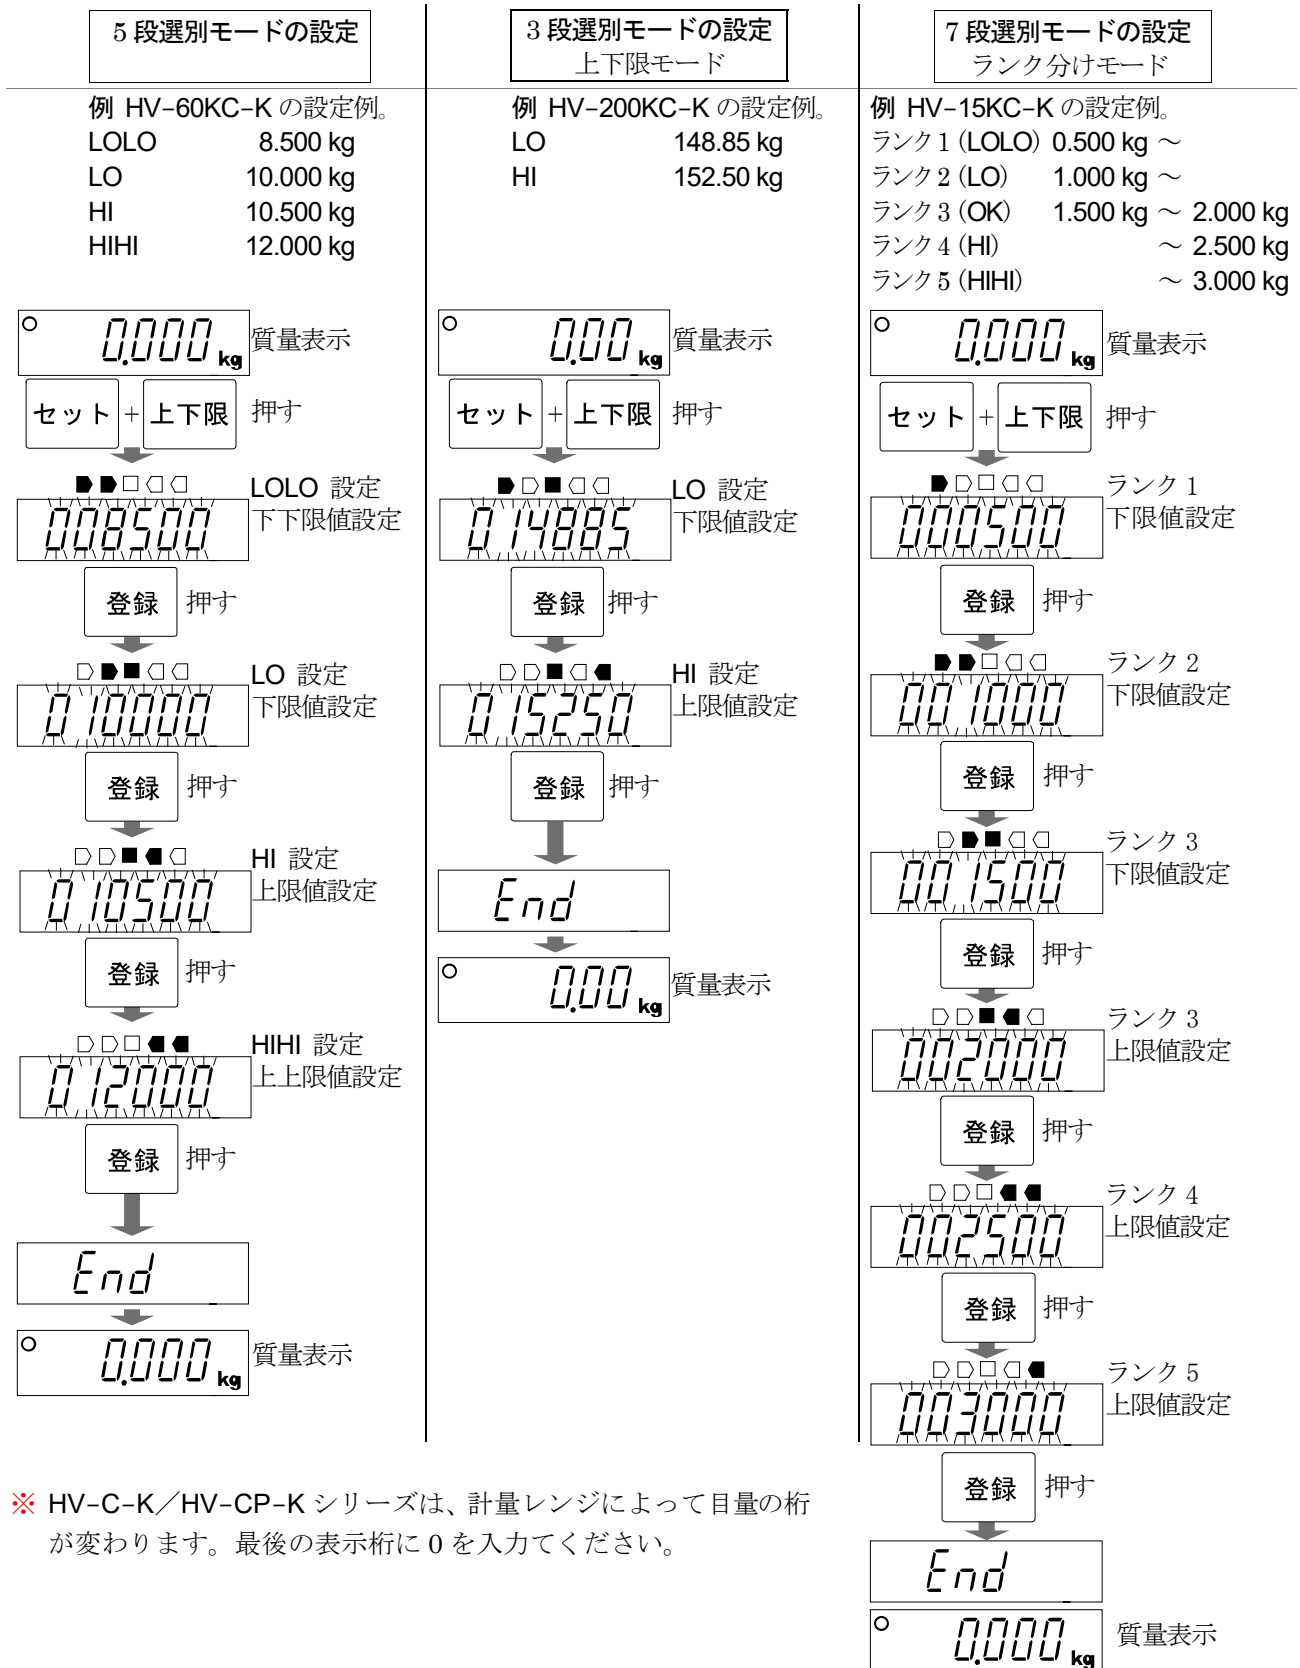 5 段選別モードの設定
例 HV-60KC-K の設定例。
LOLO 8.500 kg
LO 10.000 kg
HI 10.500 kg
HIHI 12.000 kg
0.000 kg 質量表示
セット + 上下限 押す
LOLO 設定
下下限値設定
008500
登録 押す
LO 設定
下限値設定
010000
登録 押す
HI 設定
上限値設定
010500
登録 押す
HIHI 設定
上上限値設定
012000
登録 押す
End
0.000 kg 質量表示
3 段選別モードの設定
上下限モード
例 HV-200KC-K の設定例。
LO 148.85 kg
HI 152.50 kg
0.00 kg 質量表示
セット + 上下限 押す
LO 設定
下限値設定
014885
登録 押す
HI 設定
上限値設定
015250
登録 押す
End
0.00 kg 質量表示
7 段選別モードの設定
ランク分けモード
例 HV-15KC-K の設定例。
ランク 1 (LOLO) 0.500 kg ～
ランク 2 (LO) 1.000 kg ～
ランク 3 (OK) 1.500 kg ～ 2.000 kg
ランク 4 (HI) ～ 2.500 kg
ランク 5 (HIHI) ～ 3.000 kg
0.000 kg 質量表示
セット + 上下限 押す
ランク 1
下限値設定
000500
登録 押す
ランク 2
下限値設定
001000
登録 押す
ランク 3
下限値設定
001500
登録 押す
ランク 3
上限値設定
002000
登録 押す
ランク 4
上限値設定
002500
登録 押す
ランク 5
上限値設定
003000
登録 押す
End
0.000 kg 質量表示
※ HV-C-K／HV-CP-K シリーズは、計量レンジによって目量の桁
が変わります。最後の表示桁に 0 を入力てください。